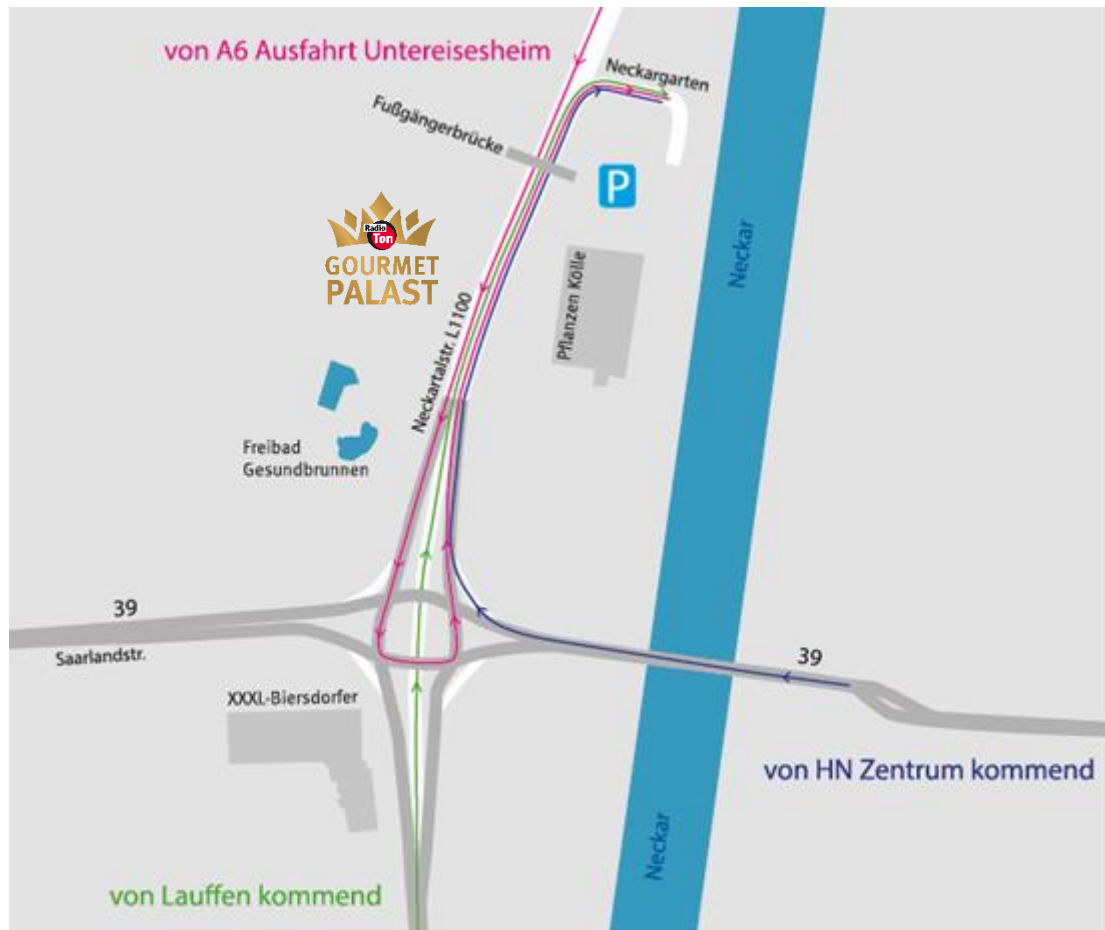 von A6 Ausfahrt Untereisesheim
Neckargarten
Fußgängerbrücke
P
Radio
Ton
GOURMET
PALAST
Neckar
Pflanzen Kölle
Neckartalstr. L1100
Freibad
Gesundbrunnen
39
Saarlandstr.
39
XXXL-Biersdorfer
von HN Zentrum kommend
Neckar
von Lauffen kommend